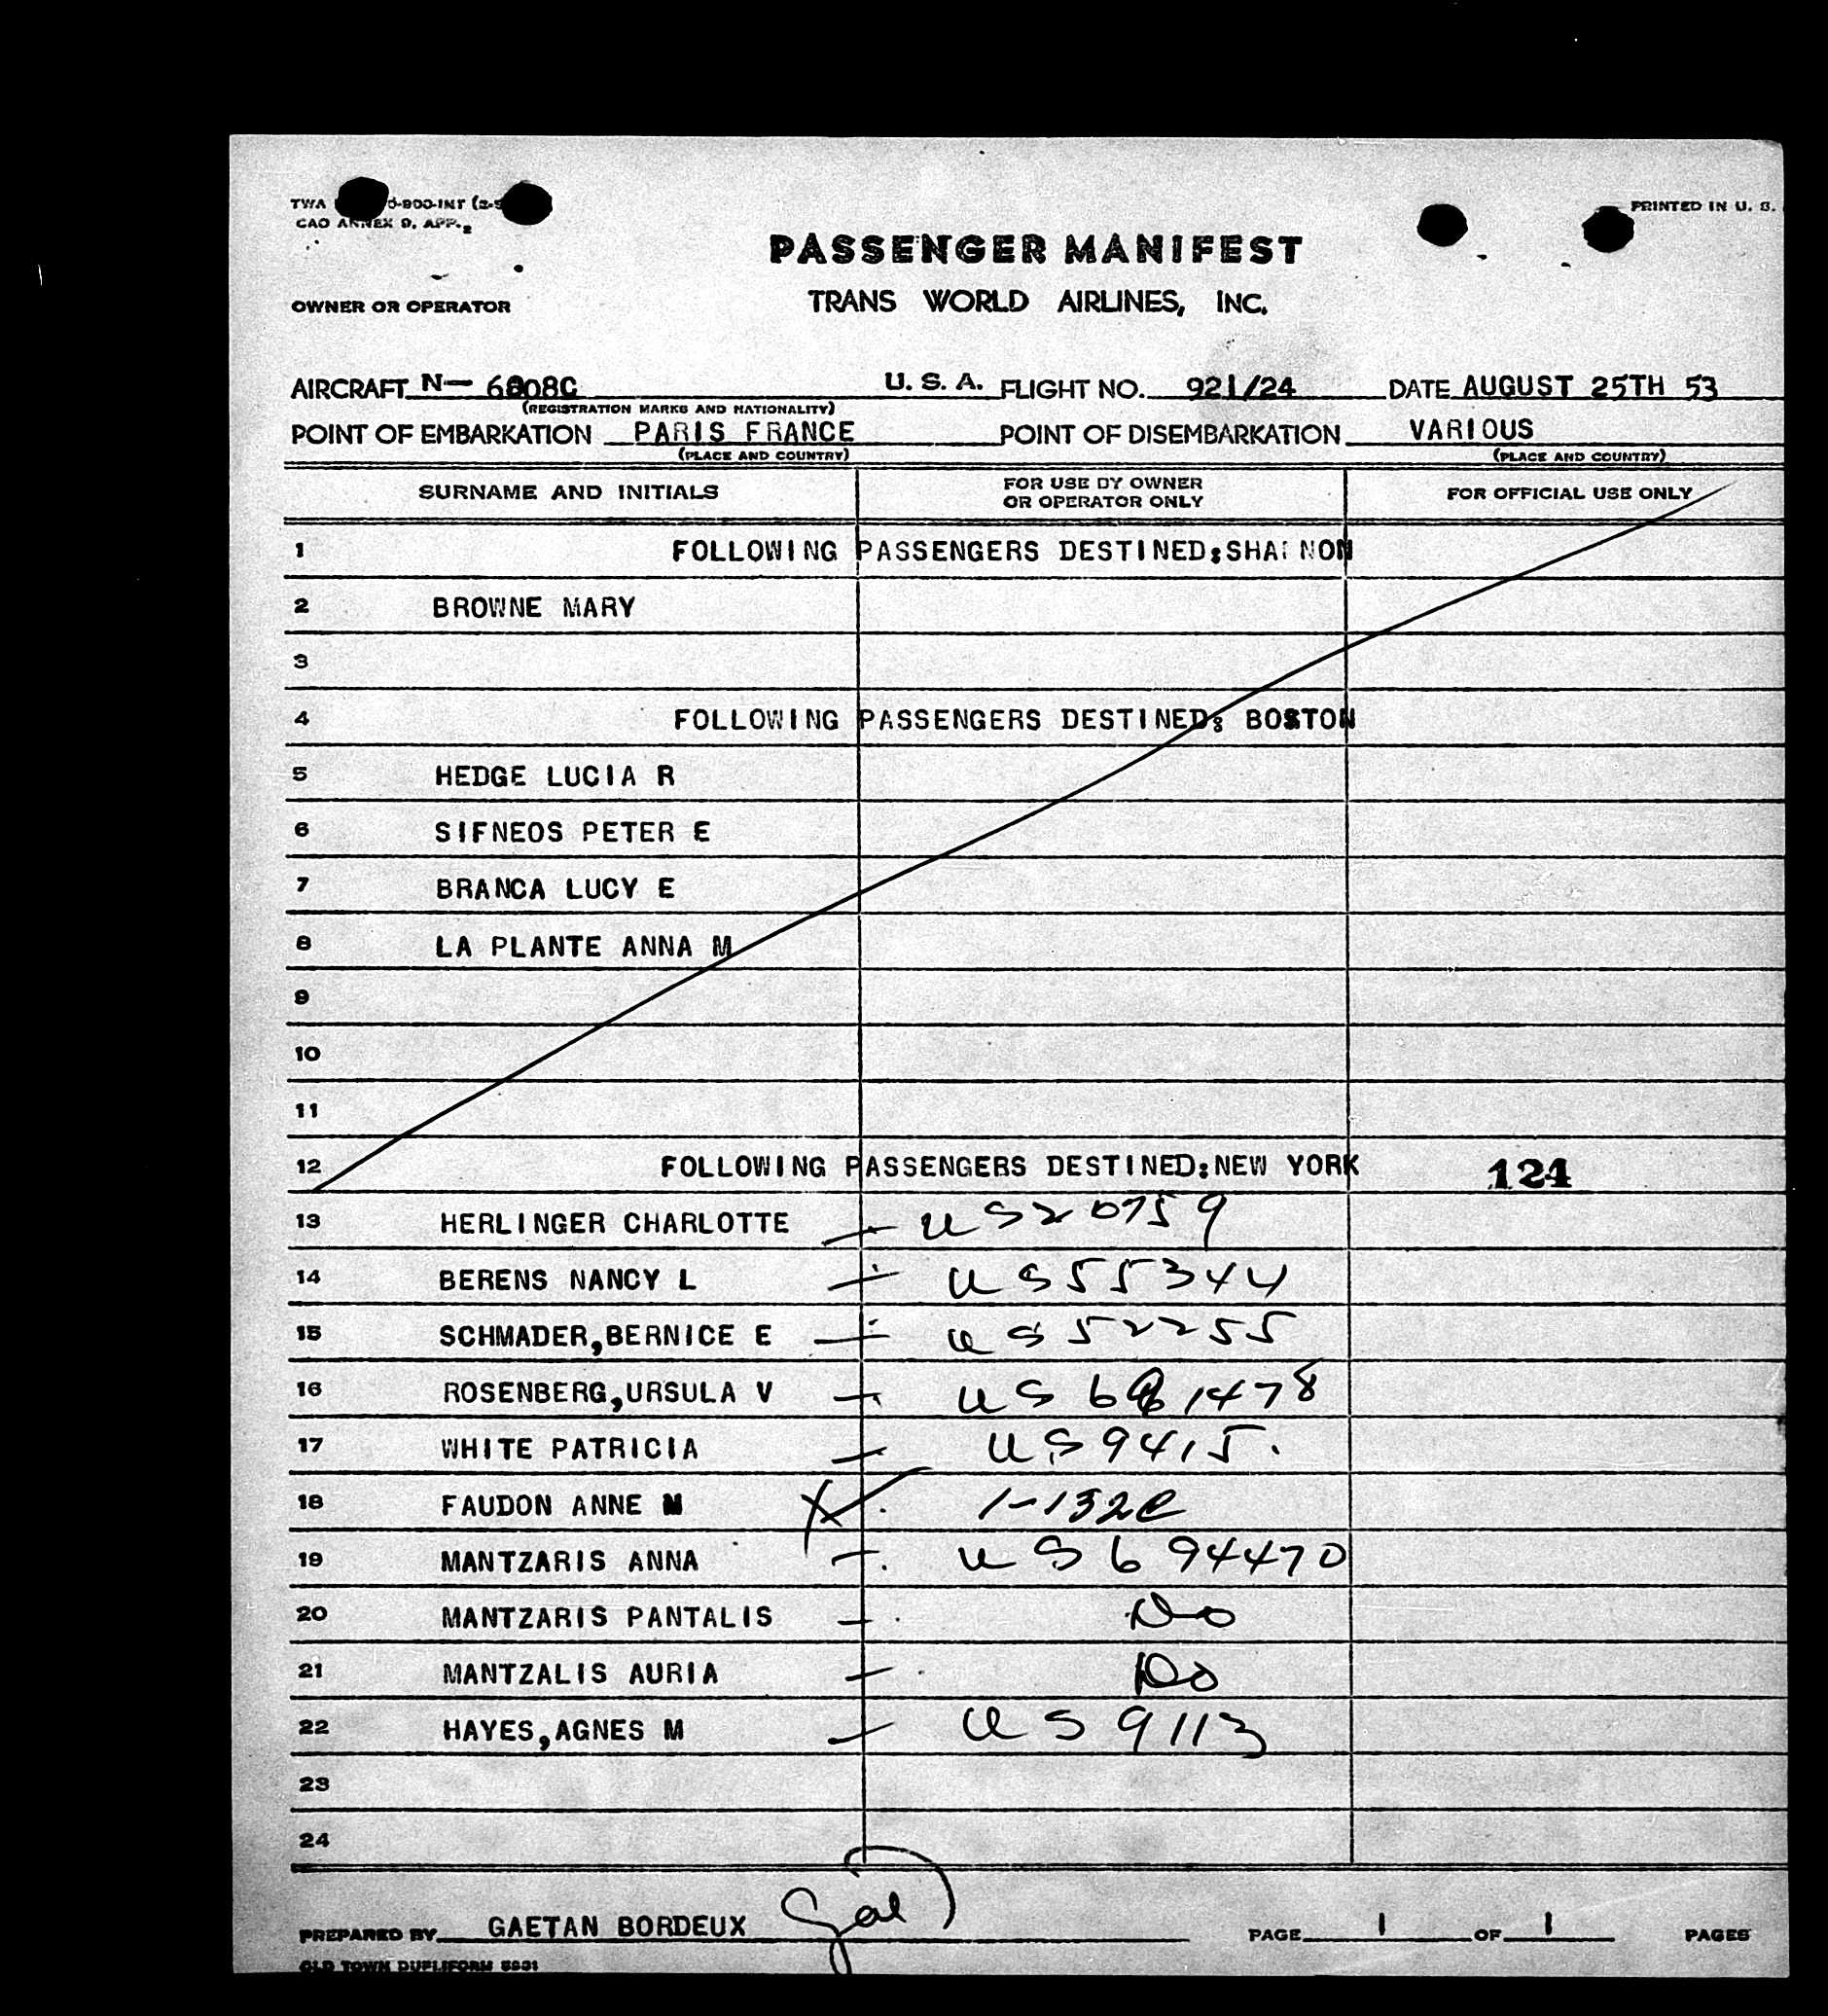 TWA
CAO ANNEX 9, APP. 2
PRINTED IN U. S.
PASSENGER MANIFEST
OWNER OR OPERATOR TRANS WORLD AIRLINES, INC.
AIRCRAFT N— 6808C U. S. A. FLIGHT NO. 921/24 DATE AUGUST 25TH 53
(REGISTRATION MARKS AND NATIONALITY)
POINT OF EMBARKATION PARIS FRANCE POINT OF DISEMBARKATION VARIOUS
(PLACE AND COUNTRY) (PLACE AND COUNTRY)
SURNAME AND INITIALS FOR USE BY OWNER OR OPERATOR ONLY FOR OFFICIAL USE ONLY
1 FOLLOWING PASSENGERS DESTINED;SHANNON
2 BROWNE MARY
3
4 FOLLOWING PASSENGERS DESTINED; BOSTON
5 HEDGE LUCIA R
6 SIFNEOS PETER E
7 BRANCA LUCY E
8 LA PLANTE ANNA M
9
10
11
12 FOLLOWING PASSENGERS DESTINED;NEW YORK 124
13 HERLINGER CHARLOTTE — US20759
14 BERENS NANCY L — US55344
15 SCHMADER,BERNICE E — US52255
16 ROSENBERG,URSULA V — US
17 WHITE PATRICIA — US9415.
18 FAUDON ANNE M X 1-132
19 MANTZARIS ANNA — US694470
20 MANTZARIS PANTALIS — Do
21 MANTZALIS AURIA — Do
22 HAYES,AGNES M — US9113
23
24
PREPARED BY GAETAN BORDEUX PAGE 1 OF 1 PAGES
OLD TOWN DUPLIFORM